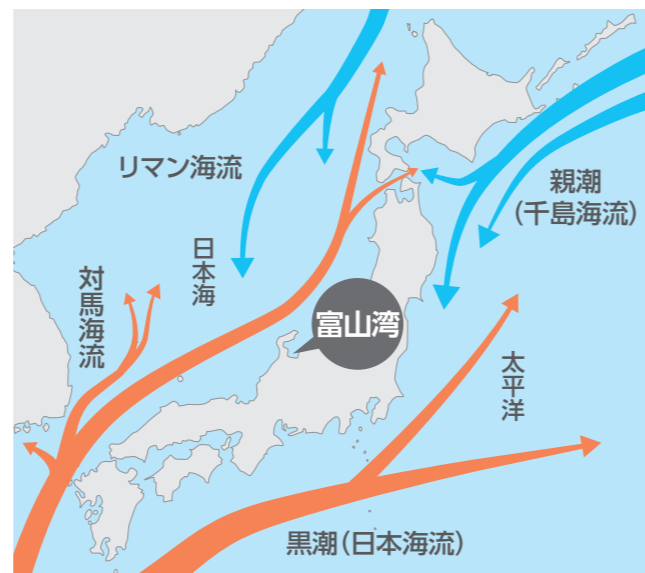 リマン海流
親潮
(千島海流)
日本海
対馬海流
富山湾
太平洋
黒潮(日本海流)